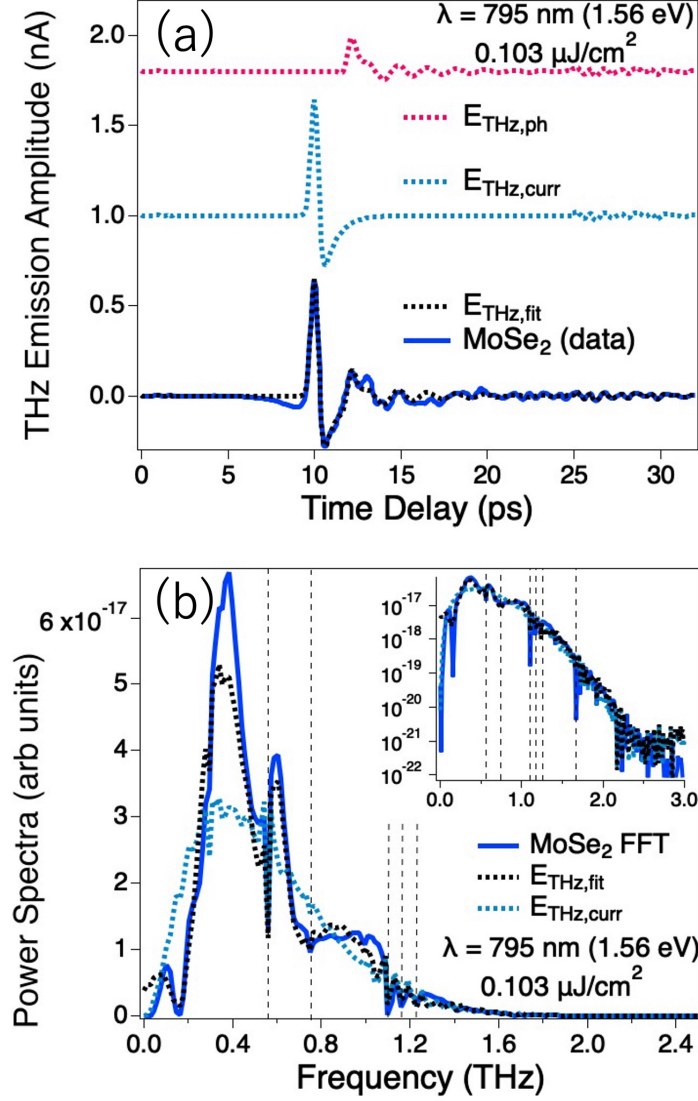 (a)
λ = 795 nm (1.56 eV)
0.103 µJ/cm²
THz Emission Amplitude (nA)
2.0
1.5
1.0
0.5
0.0
E_THz,ph
E_THz,curr
E_THz,fit
MoSe₂ (data)
0 5 10 15 20 25 30
Time Delay (ps)
(b)
Power Spectra (arb units)
6 x10⁻¹⁷
5
4
3
2
1
0
10⁻¹⁷
10⁻¹⁸
10⁻¹⁹
10⁻²⁰
10⁻²¹
10⁻²²
0.0 1.0 2.0 3.0
MoSe₂ FFT
E_THz,fit
E_THz,curr
λ = 795 nm (1.56 eV)
0.103 µJ/cm²
0.0 0.4 0.8 1.2 1.6 2.0 2.4
Frequency (THz)